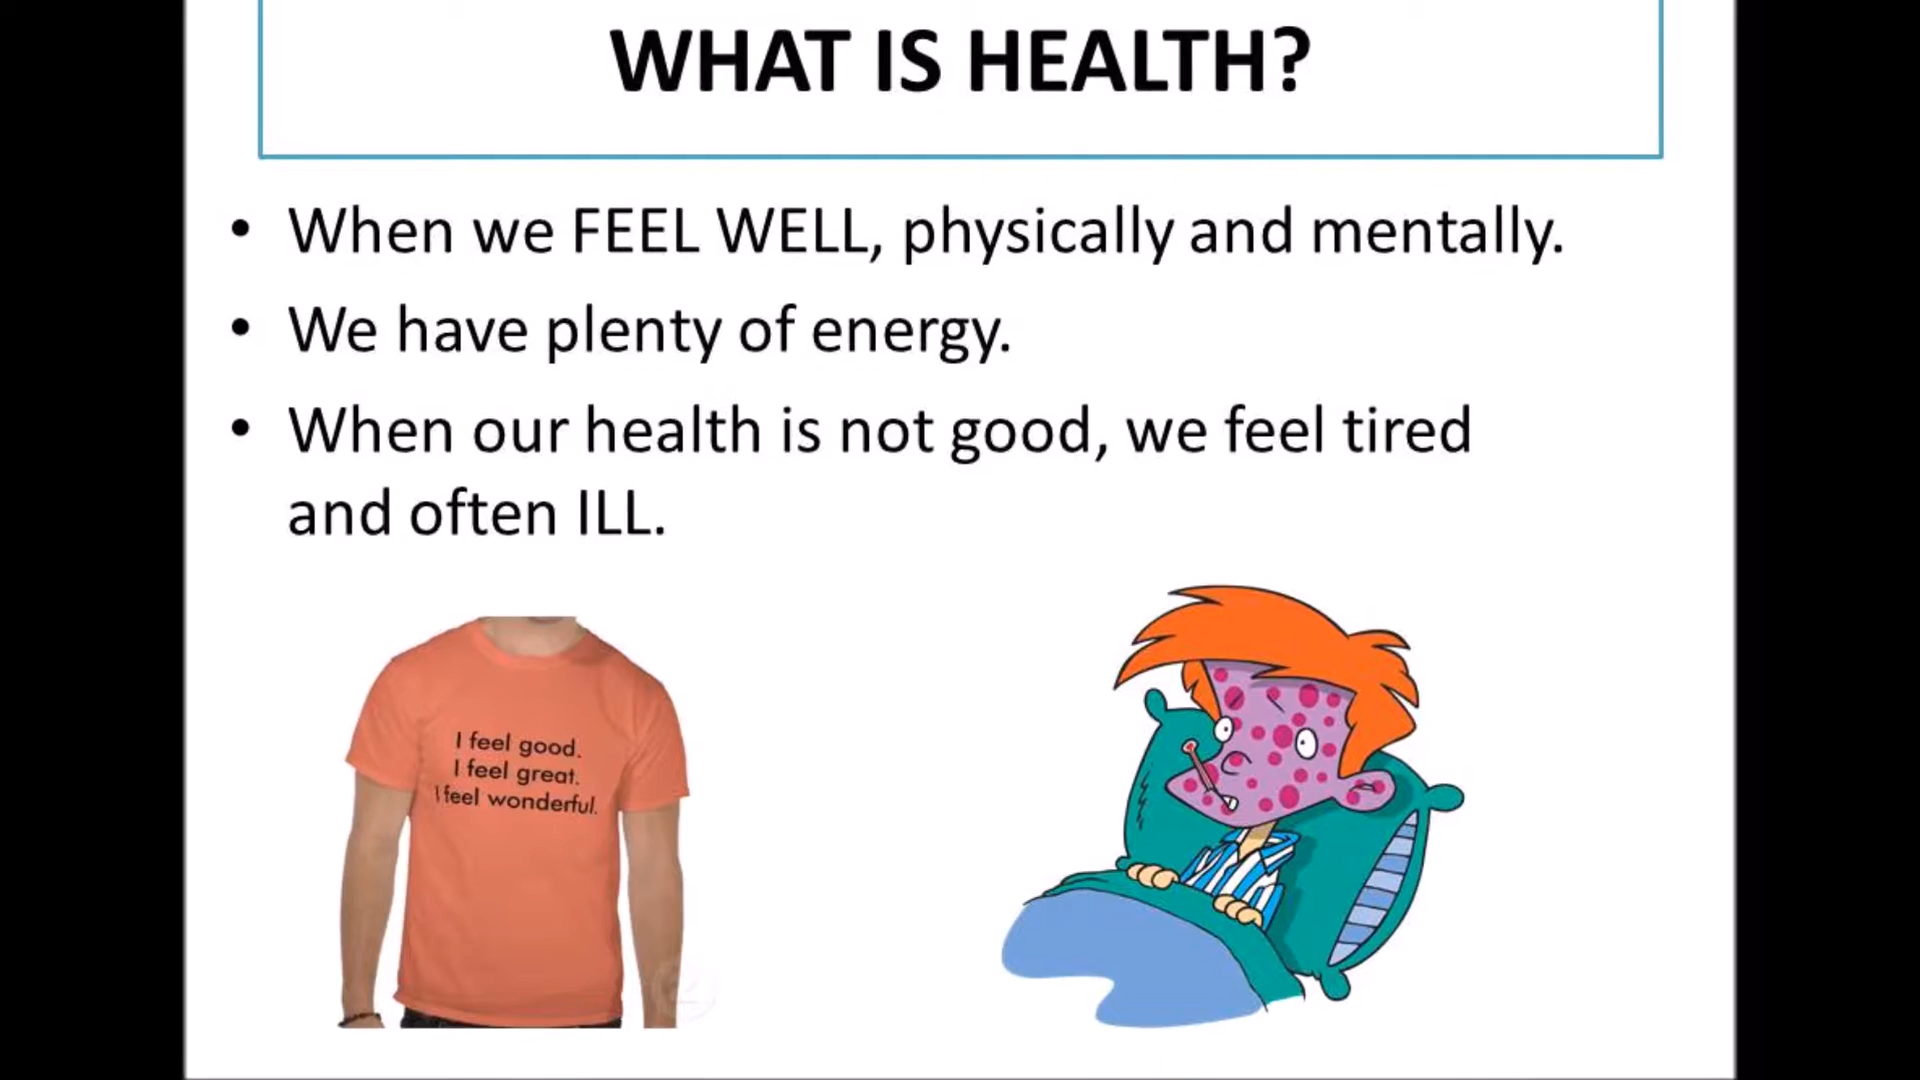 WHAT IS HEALTH?
• When we FEEL WELL, physically and mentally.
• We have plenty of energy.
• When our health is not good, we feel tired
and often ILL.
I feel good.
I feel great.
I feel wonderful.